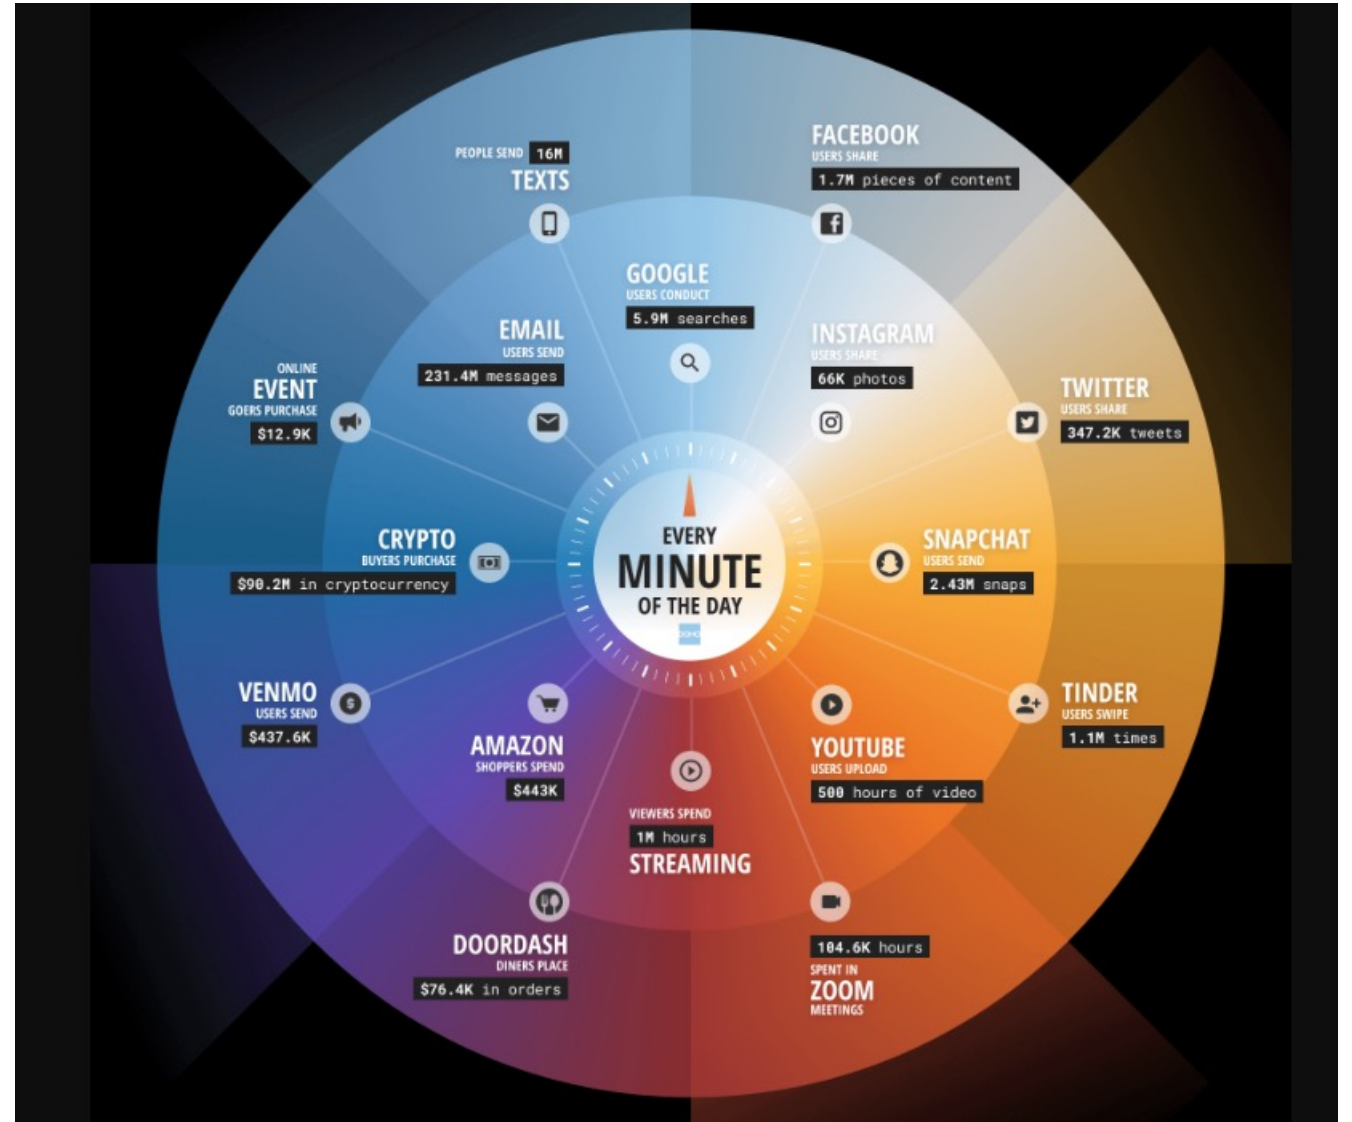 PEOPLE SEND 16M
TEXTS
FACEBOOK
USERS SHARE
1.7M pieces of content
GOOGLE
USERS CONDUCT
5.9M searches
EMAIL
USERS SEND
231.4M messages
INSTAGRAM
USERS SHARE
66K photos
ONLINE
EVENT
GOERS PURCHASE
$12.9K
TWITTER
USERS SHARE
347.2K tweets
CRYPTO
BUYERS PURCHASE
$90.2M in cryptocurrency
EVERY
MINUTE
OF THE DAY
DOMO
SNAPCHAT
USERS SEND
2.43M snaps
VENMO
USERS SEND
$437.6K
AMAZON
SHOPPERS SPEND
$443K
VIEWERS SPEND
1M hours
STREAMING
YOUTUBE
USERS UPLOAD
500 hours of video
TINDER
USERS SWIPE
1.1M times
DOORDASH
DINERS PLACE
$76.4K in orders
104.6K hours
SPENT IN
ZOOM
MEETINGS